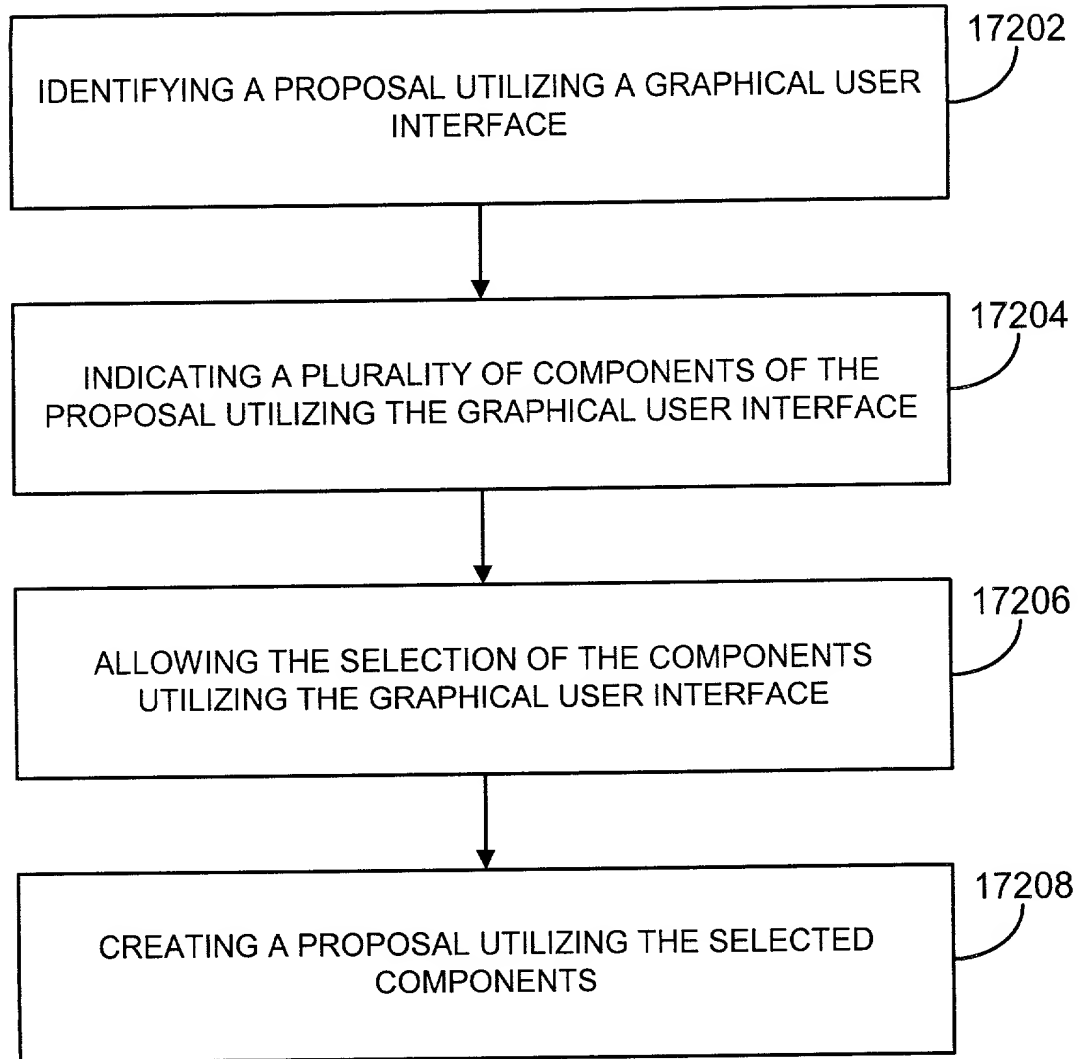 17202
IDENTIFYING A PROPOSAL UTILIZING A GRAPHICAL USER
INTERFACE
17204
INDICATING A PLURALITY OF COMPONENTS OF THE
PROPOSAL UTILIZING THE GRAPHICAL USER INTERFACE
17206
ALLOWING THE SELECTION OF THE COMPONENTS
UTILIZING THE GRAPHICAL USER INTERFACE
17208
CREATING A PROPOSAL UTILIZING THE SELECTED
COMPONENTS